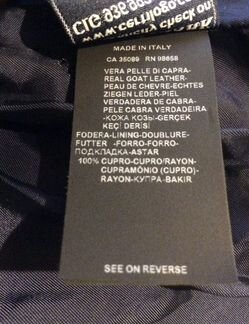 MADE IN ITALY
CA 35089 RN 98658
VERA PELLE DI CAPRA-
REAL GOAT LEATHER-
PEAU DE CHEVRE-ECHTES
ZIEGEN LEDER-PIEL
VERDADERA DE CABRA-
PELE CABRA VERDADEIRA
-КОЖА КОЗЫ-GERÇEK
KEÇİ DERİSİ
FODERA-LINING-DOUBLURE-
FUTTER -FORRO-FORRO-
ПОДКЛАДКА-ASTAR
100% CUPRO-CUPRO/RAYON-
CUPRAMÓNIO (CUPRO)-
RAYON-КУПРА-BAKIR
SEE ON REVERSE